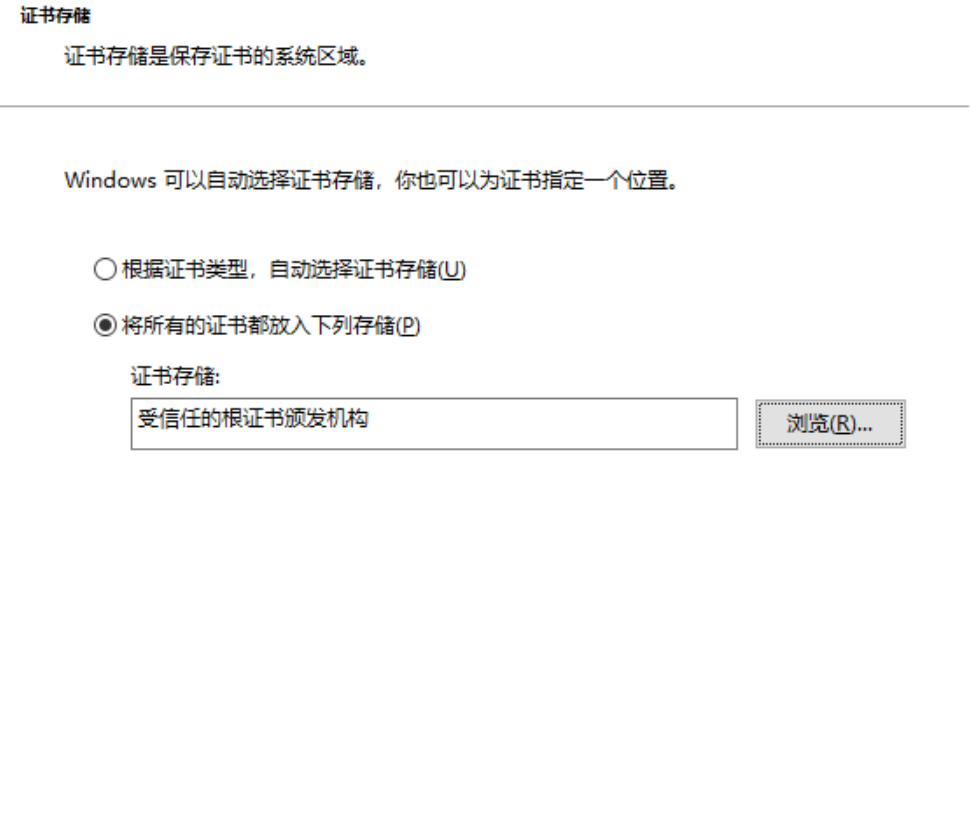 证书存储
证书存储是保存证书的系统区域。
Windows 可以自动选择证书存储，你也可以为证书指定一个位置。
根据证书类型，自动选择证书存储(U)
将所有的证书都放入下列存储(P)
证书存储:
受信任的根证书颁发机构
浏览(R)...